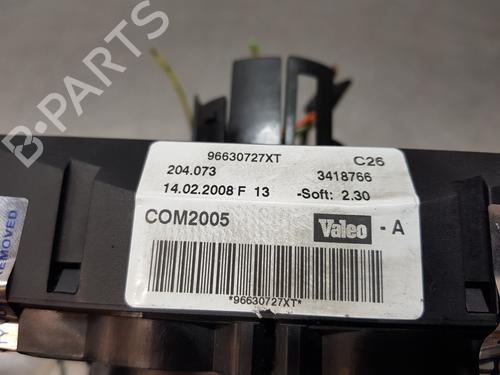 96630727XT C26
204.073 3418766
14.02.2008 F 13 -Soft: 2.30
COM2005 Valeo - A
*96630727XT*
REMOVED
B-PARTS